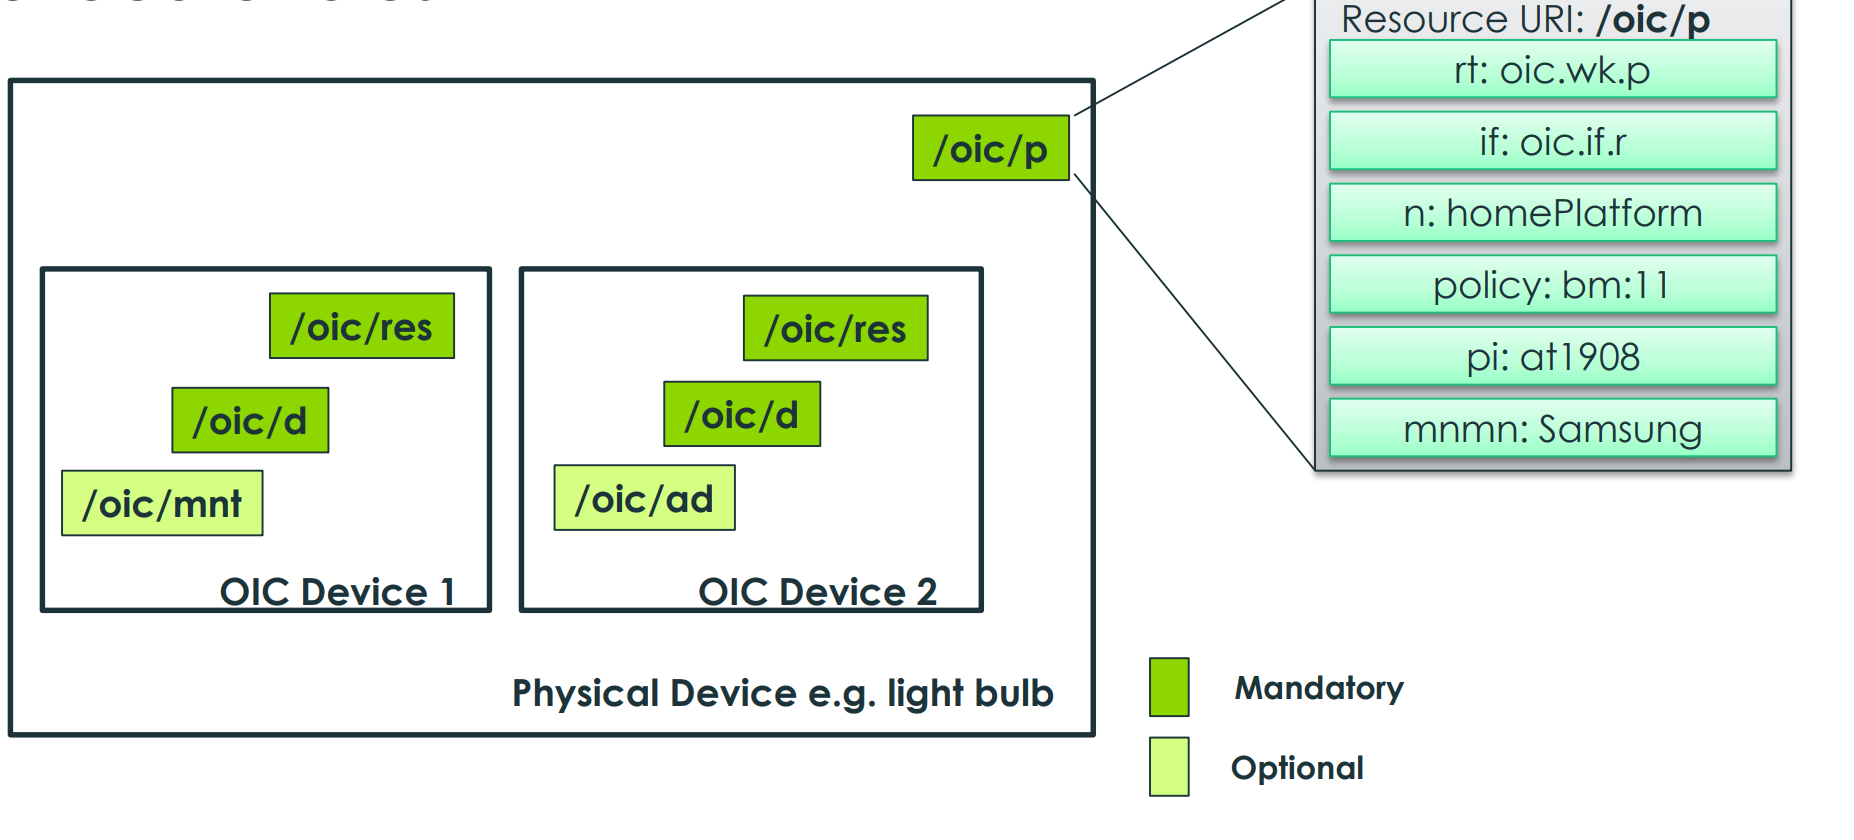 Resource URI: /oic/p
rt: oic.wk.p
if: oic.if.r
n: homePlatform
policy: bm:11
pi: at1908
mnmn: Samsung
/oic/p
/oic/res
/oic/d
/oic/mnt
OIC Device 1
/oic/res
/oic/d
/oic/ad
OIC Device 2
Physical Device e.g. light bulb
Mandatory
Optional